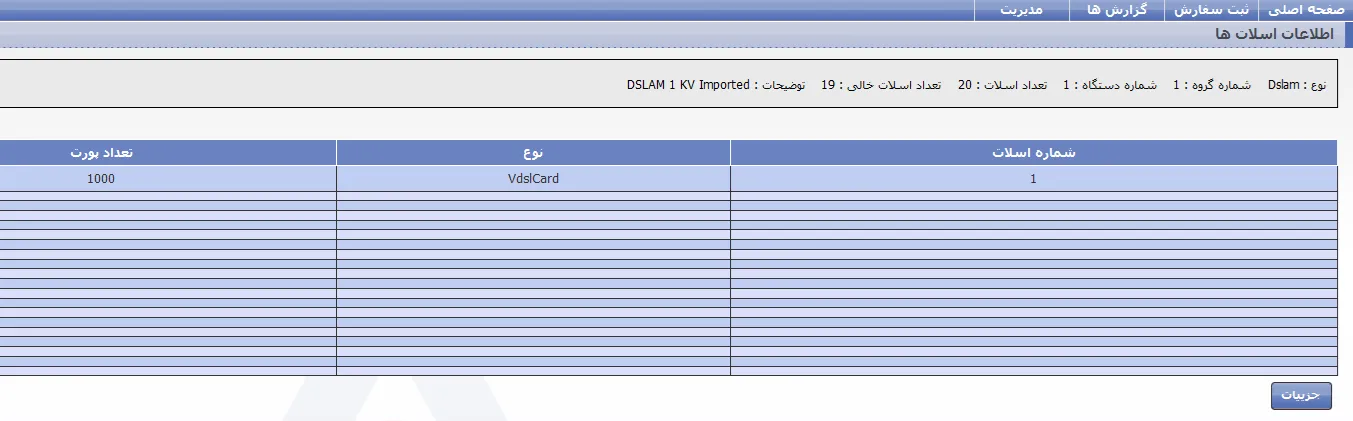 صفحه اصلی ثبت سفارش گزارش ها مدیریت
اطلاعات اسلات ها
نوع : Dslam شماره گروه : 1 شماره دستگاه : 1 تعداد اسلات : 20 تعداد اسلات خالی : 19 توضیحات : DSLAM 1 KV Imported
شماره اسلات نوع تعداد پورت
1 VdslCard 1000
جزییات